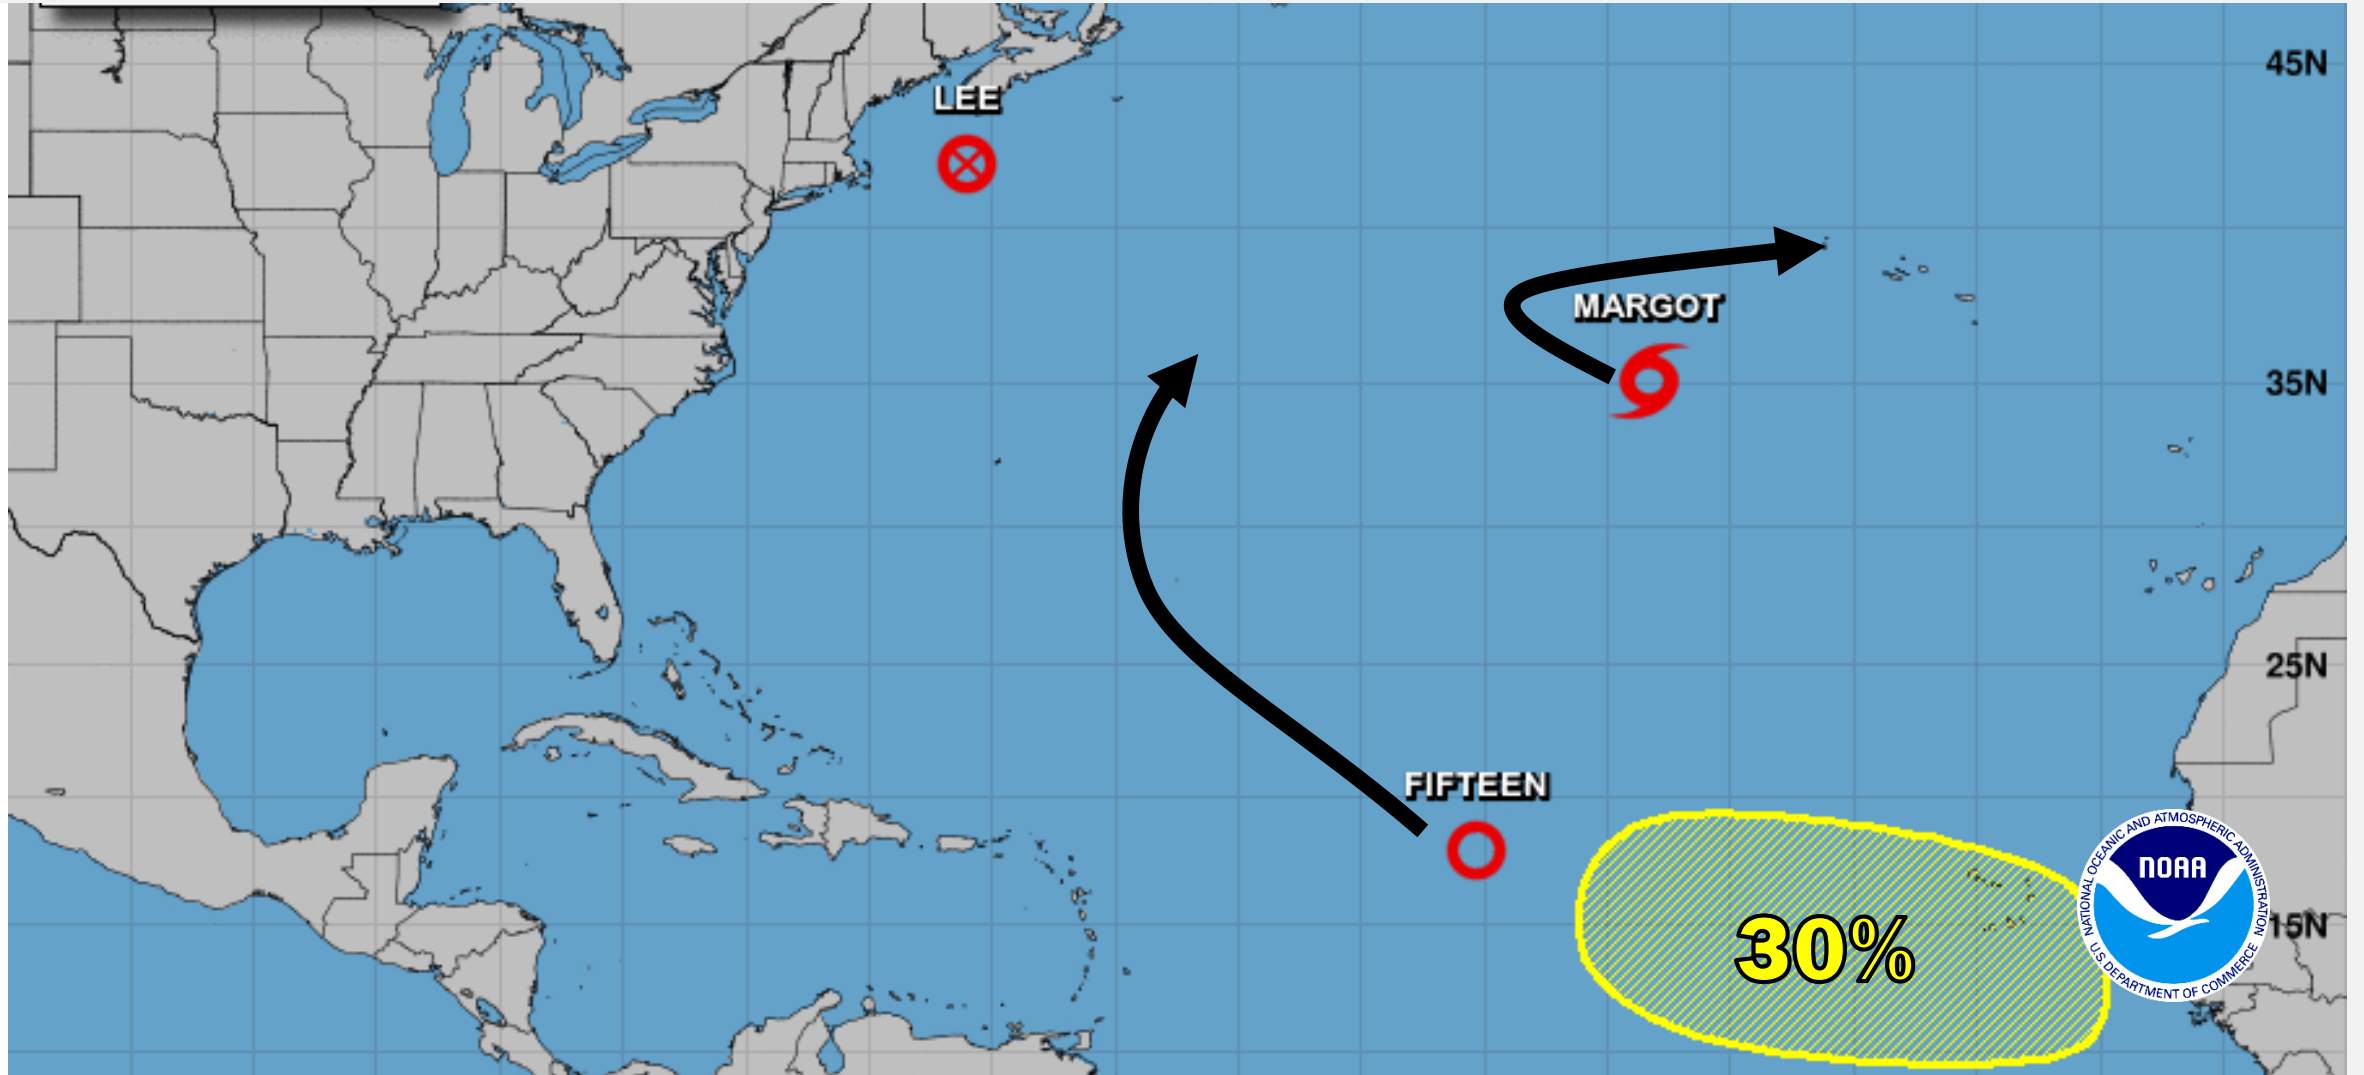 45N
LEE
MARGOT
35N
25N
FIFTEEN
30%
15N
NATIONAL OCEANIC AND ATMOSPHERIC ADMINISTRATION
NOAA
U.S. DEPARTMENT OF COMMERCE